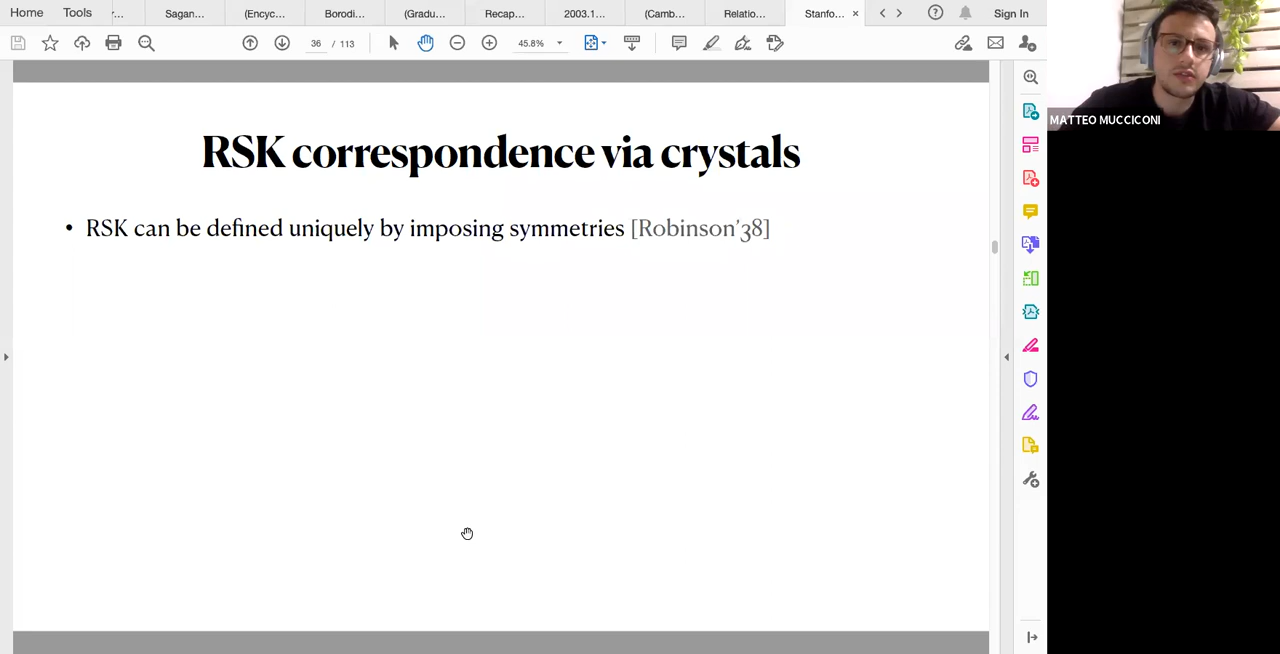 Home Tools r... Sagan... (Encyc... Borodi... (Gradu... Recap... 2003.1... (Camb... Relatio... Stanfo... × Sign In
36 / 113 45.8%
MATTEO MUCCICONI
RSK correspondence via crystals
• RSK can be defined uniquely by imposing symmetries [Robinson'38]